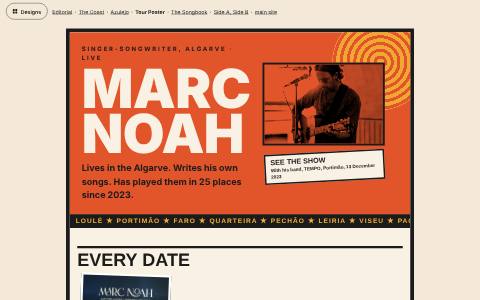 Designs
Editorial · The Coast · Azulejo · Tour Poster · The Songbook · Side A, Side B · main site
SINGER-SONGWRITER, ALGARVE ·
LIVE
MARC
NOAH
SEE THE SHOW
With his band, TEMPO, Portimão, 13 December
2023
Lives in the Algarve. Writes his own
songs. Has played them in 25 places
since 2023.
LOULÉ ★ PORTIMÃO ★ FARO ★ QUARTEIRA ★ PECHÃO ★ LEIRIA ★ VISEU ★
EVERY DATE
MARC NOAH